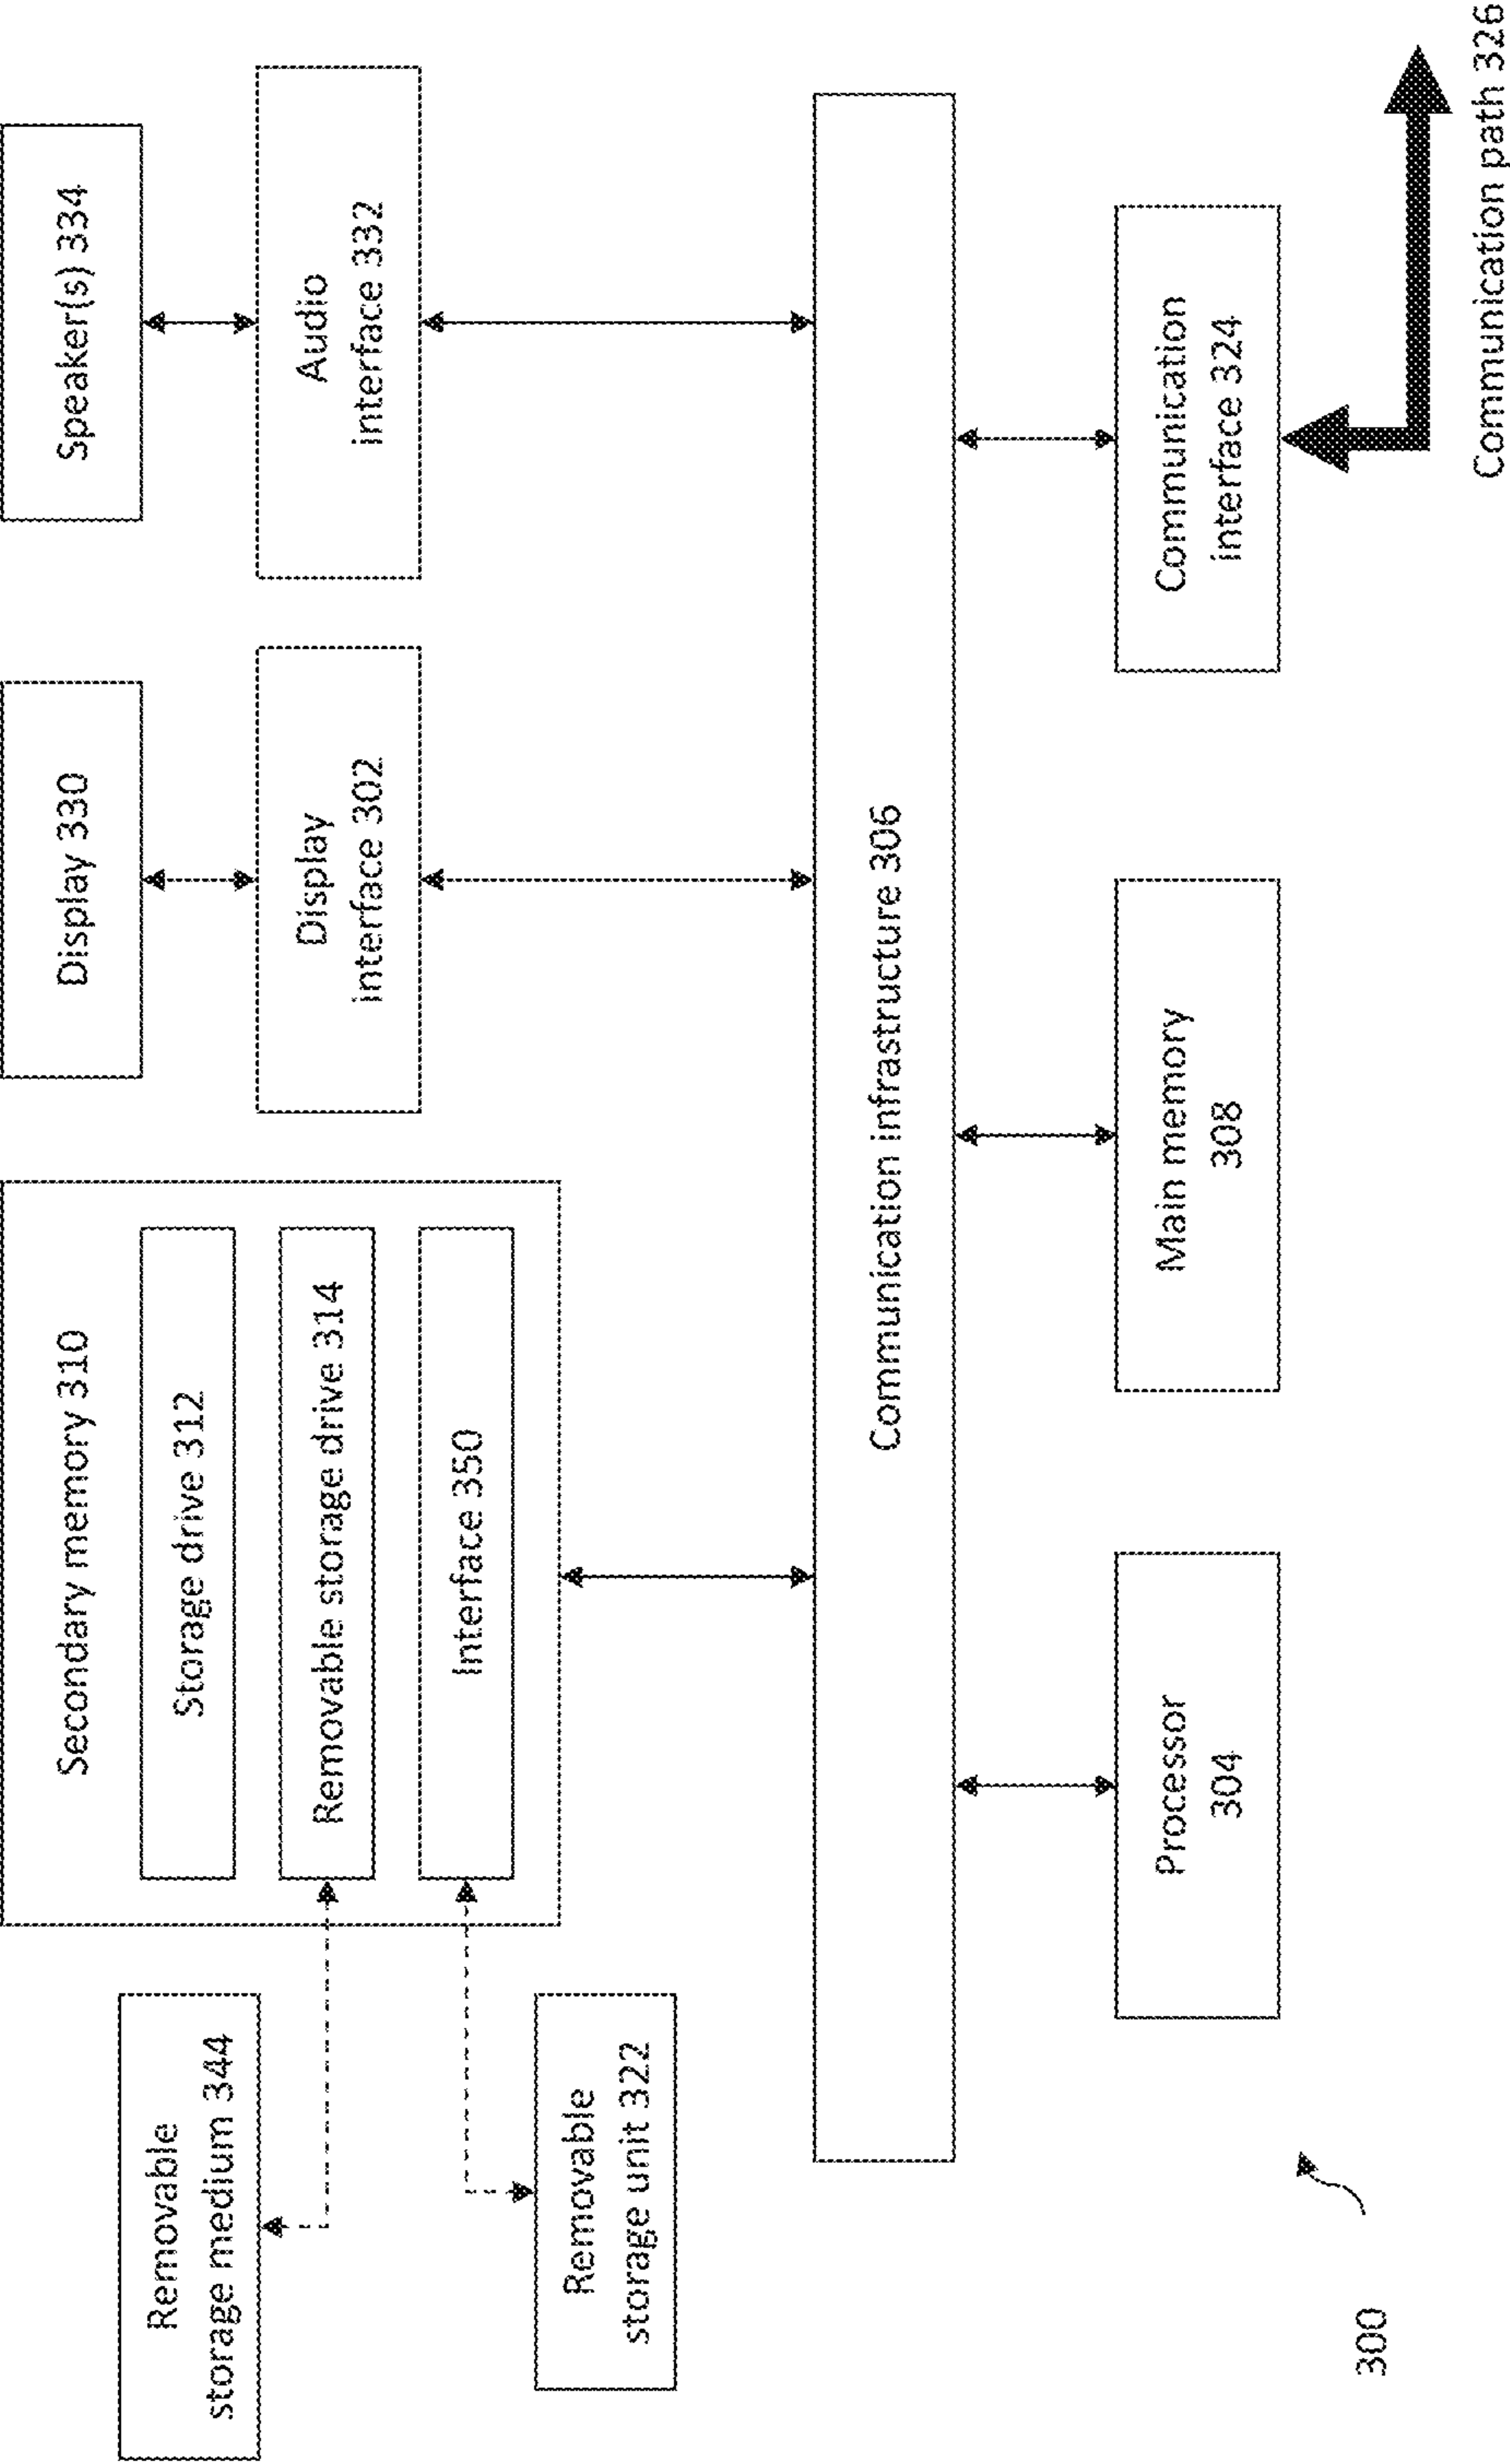 Removable
storage medium 344
Removable
storage unit 322
Secondary memory 310
Storage drive 312
Removable storage drive 314
Interface 350
Display 330
Display
interface 302
Speaker(s) 334
Audio
interface 332
Communication infrastructure 306
Processor
304
Main memory
308
Communication
interface 324
Communication path 326
300